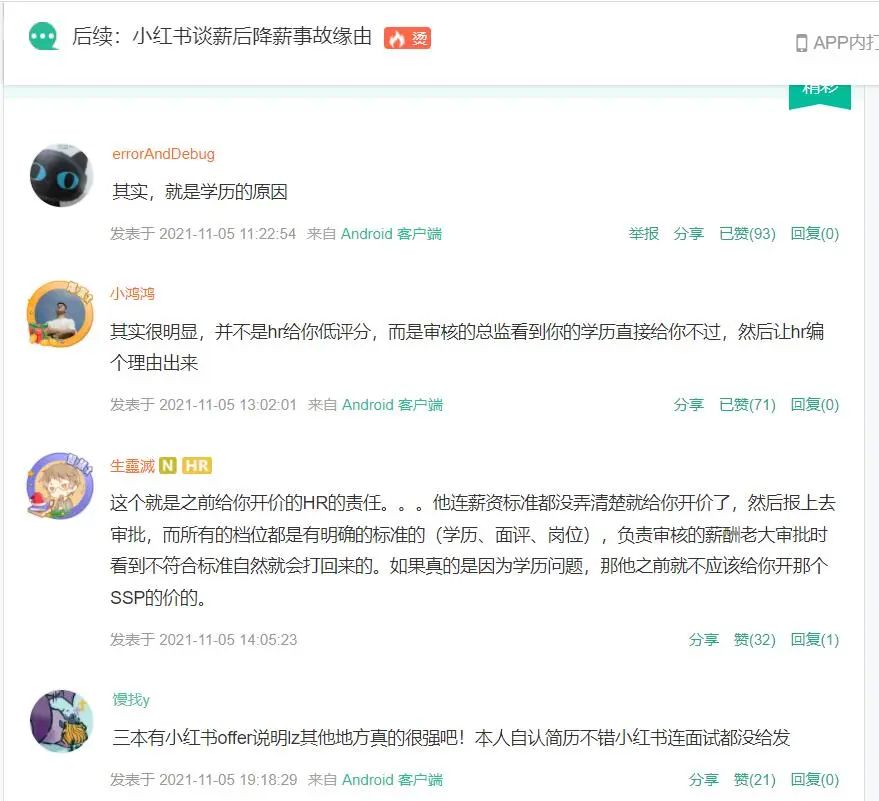 后续：小红书谈薪后降薪事故缘由 烫
APP内打
精彩
errorAndDebug
其实，就是学历的原因
发表于 2021-11-05 11:22:54 来自 Android 客户端 举报 分享 已赞(93) 回复(0)
小鸿鸿
其实很明显，并不是hr给你低评分，而是审核的总监看到你的学历直接给你不过，然后让hr编
个理由出来
发表于 2021-11-05 13:02:01 来自 Android 客户端 分享 已赞(71) 回复(0)
生靈滅 N HR
这个就是之前给你开价的HR的责任。。。他连薪资标准都没弄清楚就给你开价了，然后报上去
审批，而所有的档位都是有明确的标准的（学历、面评、岗位），负责审核的薪酬老大审批时
看到不符合标准自然就会打回来的。如果真的是因为学历问题，那他之前就不应该给你开那个
SSP的价的。
发表于 2021-11-05 14:05:23 分享 赞(32) 回复(1)
馒找y
三本有小红书offer说明lz其他地方真的很强吧！本人自认简历不错小红书连面试都没给发
发表于 2021-11-05 19:18:29 来自 Android 客户端 分享 赞(21) 回复(0)